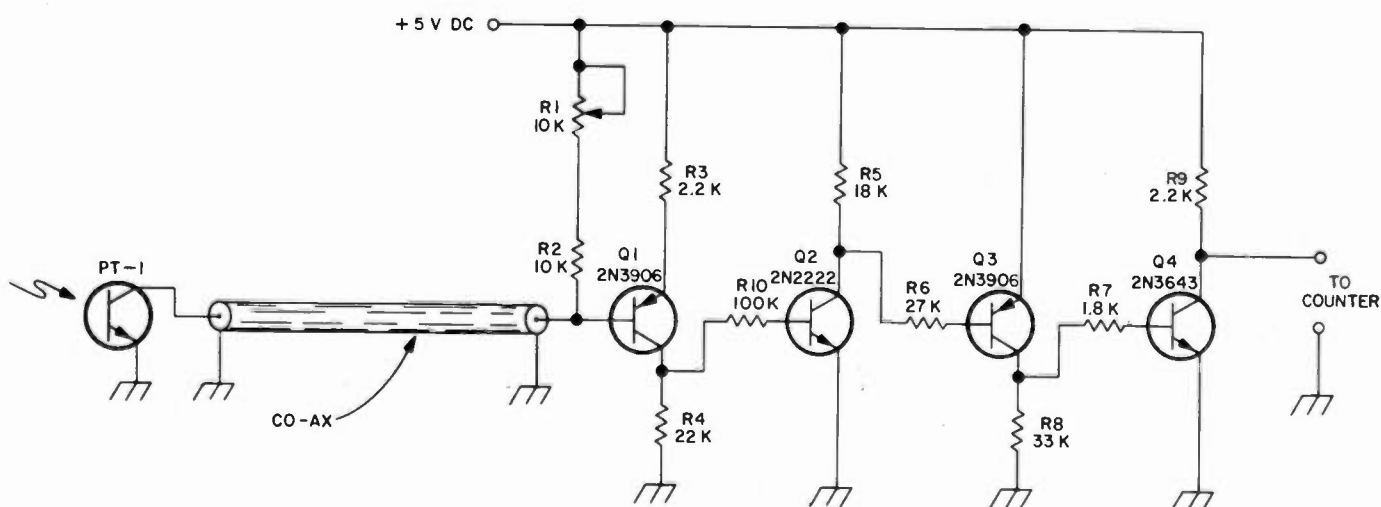 +5 V DC
R1
10 K
R3
2.2 K
R5
18 K
R9
2.2 K
R2
10 K
PT-1
Q1
2N3906
Q2
2N2222
Q3
2N3906
Q4
2N3643
R10
100K
R6
27 K
R7
1.8 K
TO
COUNTER
CO-AX
R4
22 K
R8
33 K